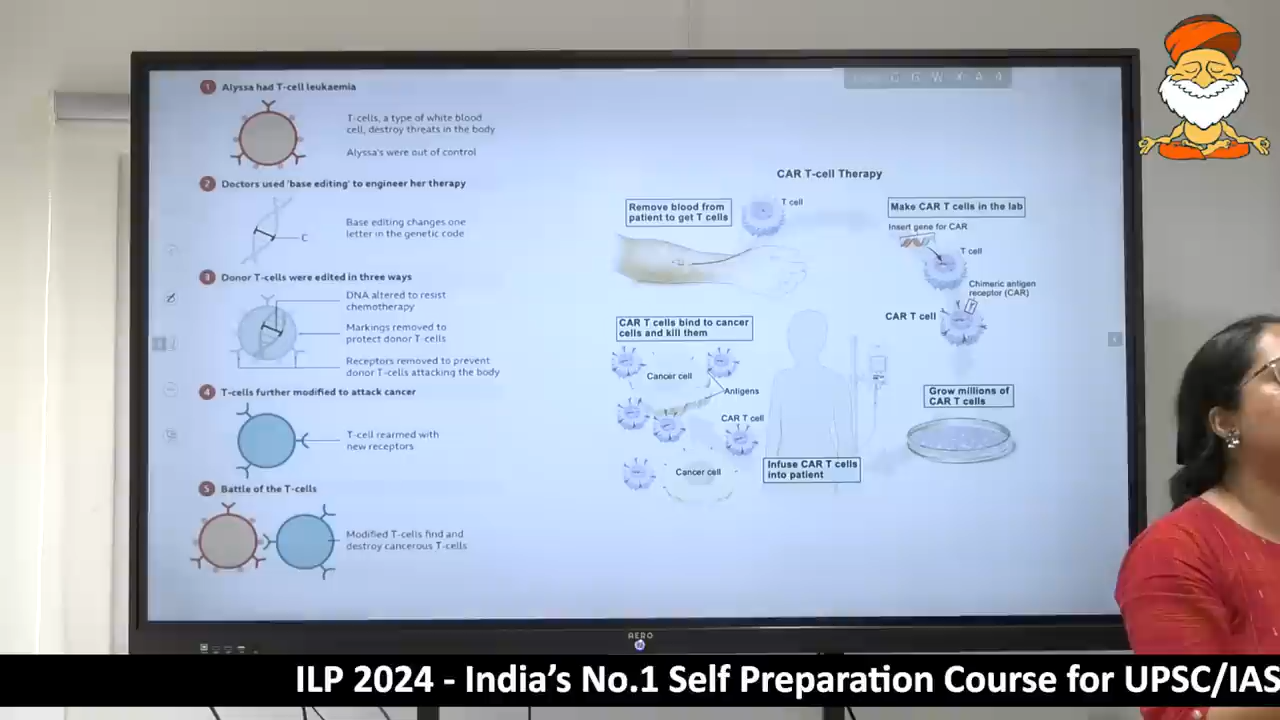 1 Alyssa had T-cell leukaemia
T-cells, a type of white blood
cell, destroy threats in the body
Alyssa's were out of control
2 Doctors used 'base editing' to engineer her therapy
Base editing changes one
letter in the genetic code
C
3 Donor T-cells were edited in three ways
DNA altered to resist
chemotherapy
Markings removed to
protect donor T-cells
Receptors removed to prevent
donor T-cells attacking the body
4 T-cells further modified to attack cancer
T-cell rearmed with
new receptors
5 Battle of the T-cells
Modified T-cells find and
destroy cancerous T-cells
CAR T-cell Therapy
Remove blood from
patient to get T cells
T cell
Make CAR T cells in the lab
Insert gene for CAR
T cell
Chimeric antigen
receptor (CAR)
CAR T cell
CAR T cells bind to cancer
cells and kill them
Cancer cell
Antigens
CAR T cell
Cancer cell
Grow millions of
CAR T cells
Infuse CAR T cells
into patient
AERO
ILP 2024 - India's No.1 Self Preparation Course for UPSC/IAS